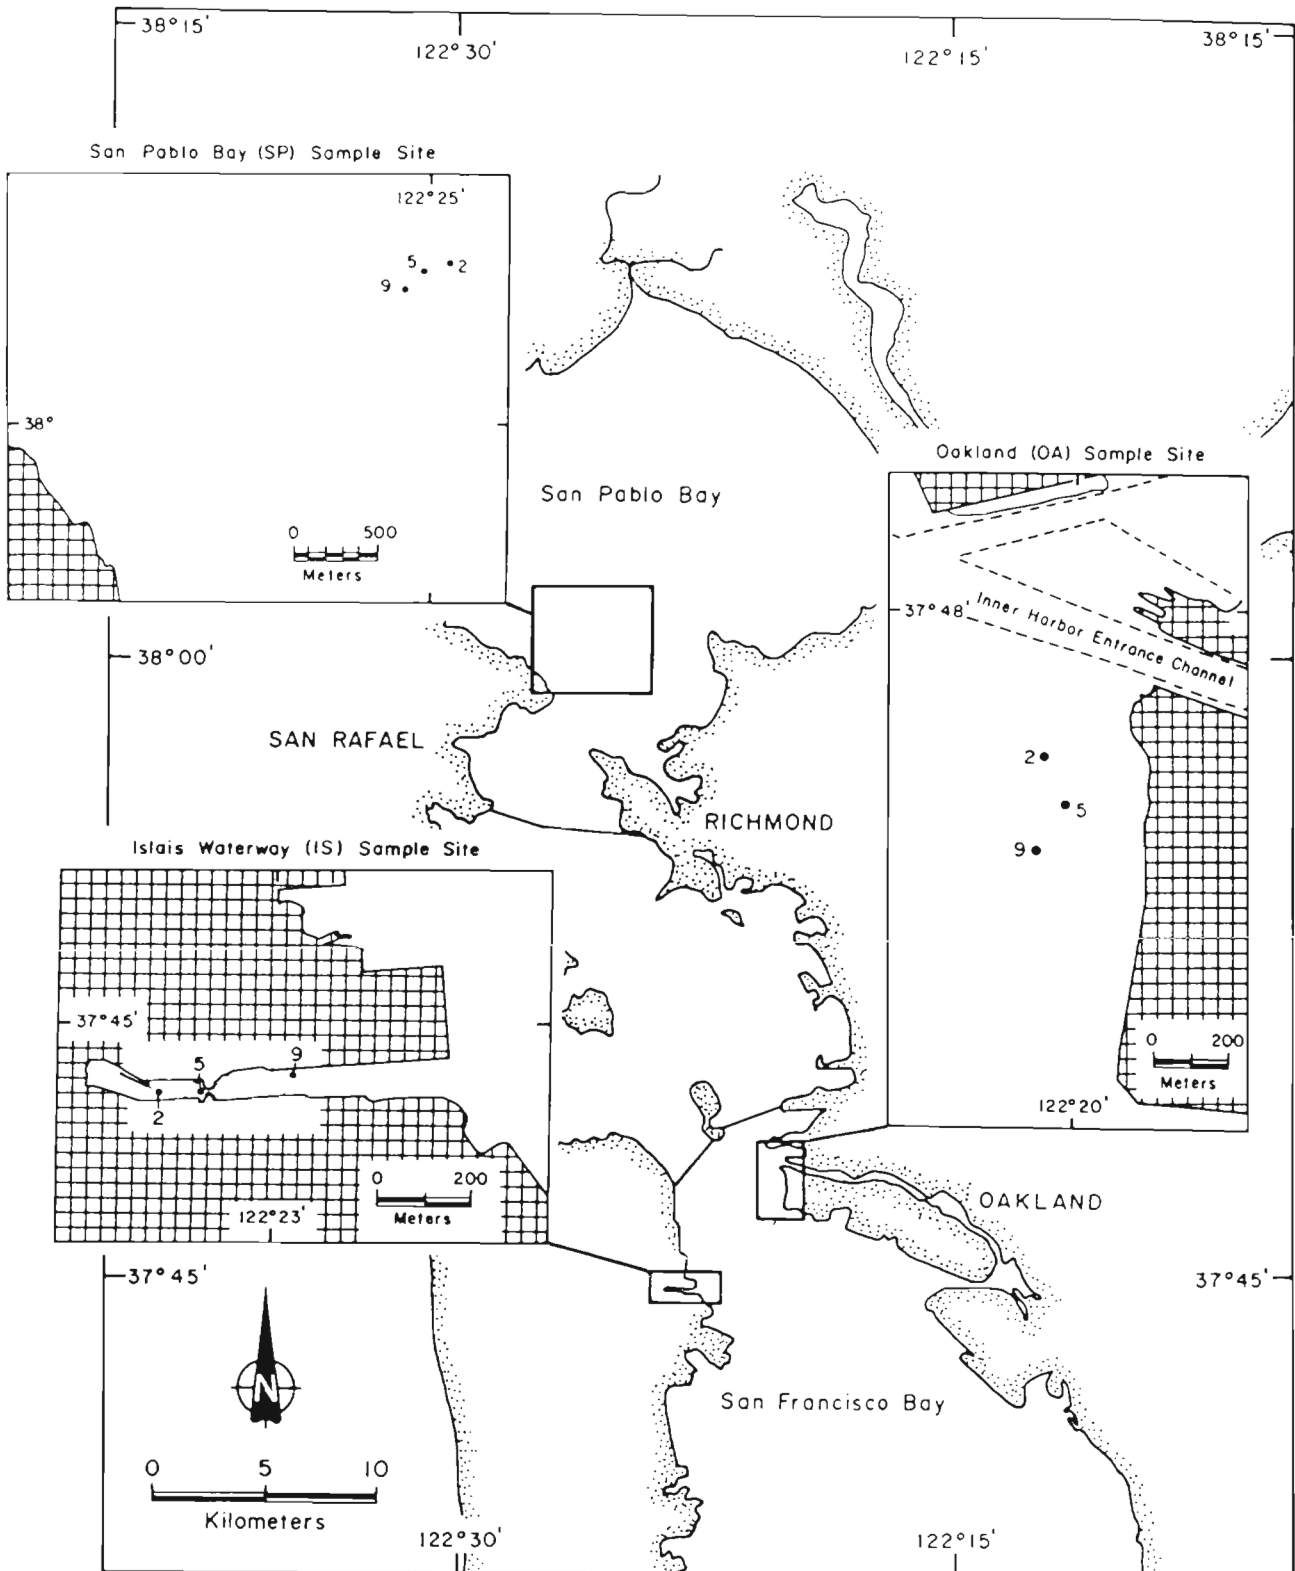 38°15'
122°30'
122°15'
38°15'
San Pablo Bay (SP) Sample Site
122°25'
5
2
9
38°
0 500
Meters
San Pablo Bay
Oakland (OA) Sample Site
37°48'
Inner Harbor Entrance Channel
2
5
9
0 200
Meters
122°20'
38°00'
SAN RAFAEL
RICHMOND
Islais Waterway (IS) Sample Site
37°45'
5
9
2
0 200
Meters
122°23'
OAKLAND
37°45'
37°45'
N
San Francisco Bay
0 5 10
Kilometers
122°30'
122°15'